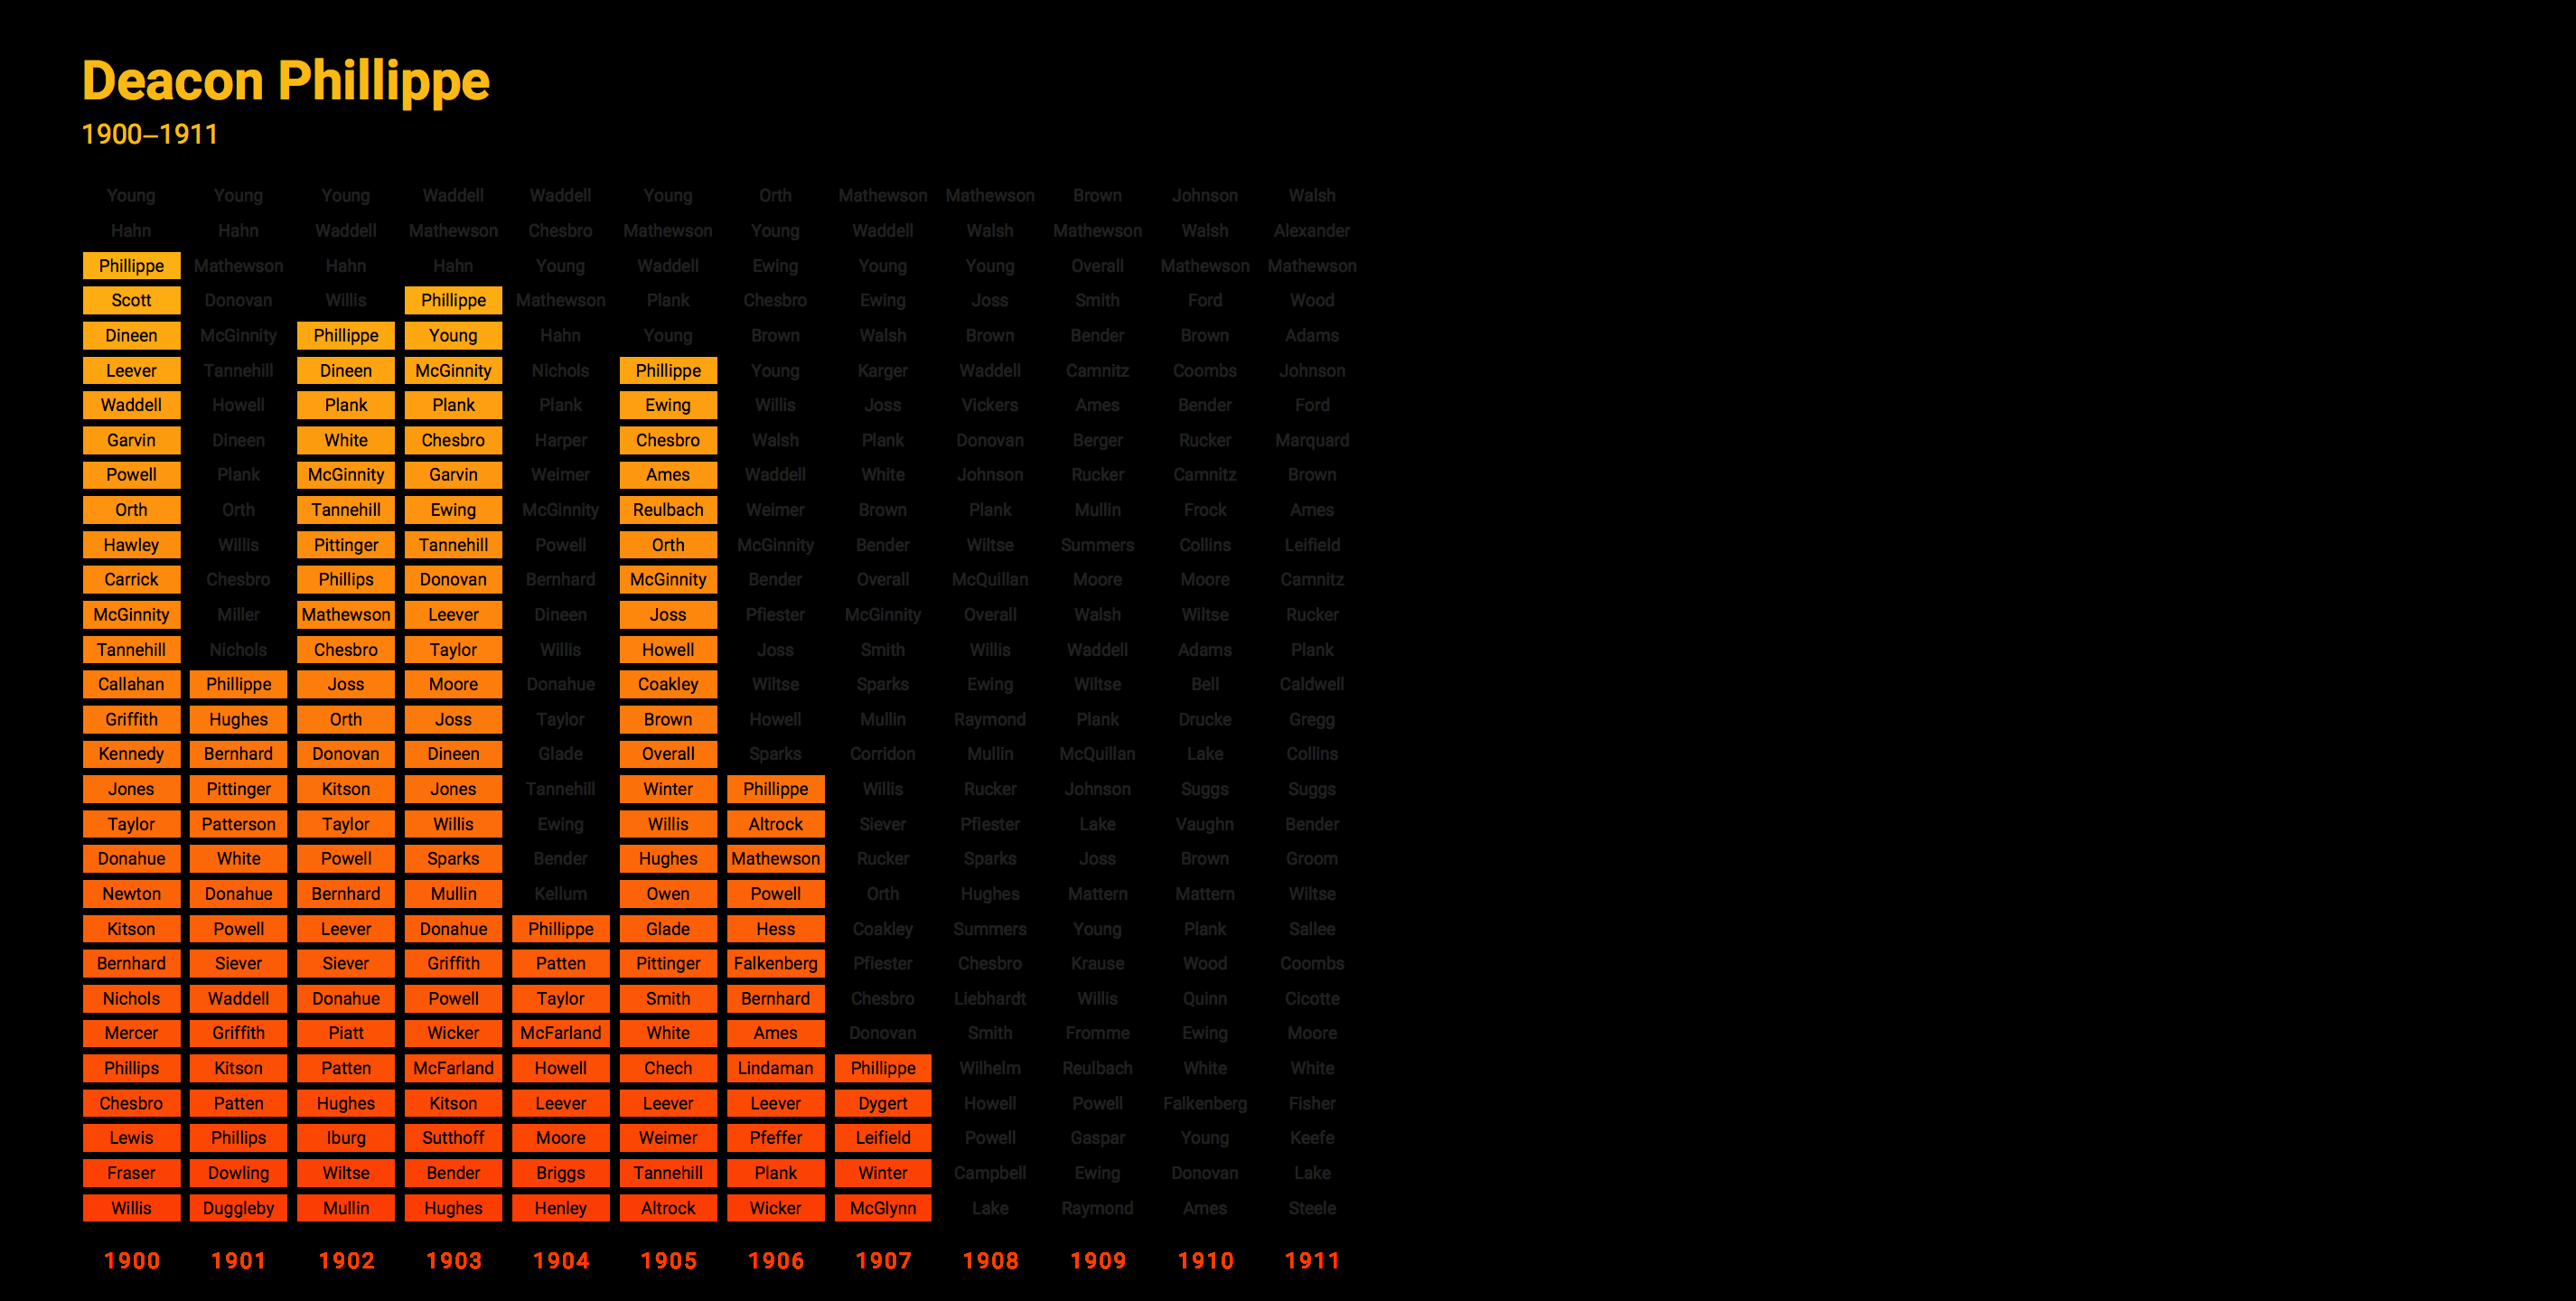 Deacon Phillippe
1900–1911
Young Young Young Waddell Waddell Young Orth Mathewson Mathewson Brown Johnson Walsh
Hahn Hahn Waddell Mathewson Chesbro Mathewson Young Waddell Walsh Mathewson Walsh Alexander
Phillippe Mathewson Hahn Hahn Young Waddell Ewing Young Young Overall Mathewson Mathewson
Scott Donovan Willis Phillippe Mathewson Plank Chesbro Ewing Joss Smith Ford Wood
Dineen McGinnity Phillippe Young Hahn Young Brown Walsh Brown Bender Brown Adams
Leever Tannehill Dineen McGinnity Nichols Phillippe Young Karger Waddell Camnitz Coombs Johnson
Waddell Howell Plank Plank Plank Ewing Willis Joss Vickers Ames Bender Ford
Garvin Dineen White Chesbro Harper Chesbro Walsh Plank Donovan Berger Rucker Marquard
Powell Plank McGinnity Garvin Weimer Ames Waddell White Johnson Rucker Camnitz Brown
Orth Orth Tannehill Ewing McGinnity Reulbach Weimer Brown Plank Mullin Frock Ames
Hawley Willis Pittinger Tannehill Powell Orth McGinnity Bender Wiltse Summers Collins Leifield
Carrick Chesbro Phillips Donovan Bernhard McGinnity Bender Overall McQuillan Moore Moore Camnitz
McGinnity Miller Mathewson Leever Dineen Joss Pfiester McGinnity Overall Walsh Wiltse Rucker
Tannehill Nichols Chesbro Taylor Willis Howell Joss Smith Willis Waddell Adams Plank
Callahan Phillippe Joss Moore Donahue Coakley Wiltse Sparks Ewing Wiltse Bell Caldwell
Griffith Hughes Orth Joss Taylor Brown Howell Mullin Raymond Plank Drucke Gregg
Kennedy Bernhard Donovan Dineen Glade Overall Sparks Corridon Mullin McQuillan Lake Collins
Jones Pittinger Kitson Jones Tannehill Winter Phillippe Willis Rucker Johnson Suggs Suggs
Taylor Patterson Taylor Willis Ewing Willis Altrock Siever Pfiester Lake Vaughn Bender
Donahue White Powell Sparks Bender Hughes Mathewson Rucker Sparks Joss Brown Groom
Newton Donahue Bernhard Mullin Kellum Owen Powell Orth Hughes Mattern Mattern Wiltse
Kitson Powell Leever Donahue Phillippe Glade Hess Coakley Summers Young Plank Sallee
Bernhard Siever Siever Griffith Patten Pittinger Falkenberg Pfiester Chesbro Krause Wood Coombs
Nichols Waddell Donahue Powell Taylor Smith Bernhard Chesbro Liebhardt Willis Quinn Cicotte
Mercer Griffith Piatt Wicker McFarland White Ames Donovan Smith Fromme Ewing Moore
Phillips Kitson Patten McFarland Howell Chech Lindaman Phillippe Wilhelm Reulbach White White
Chesbro Patten Hughes Kitson Leever Leever Leever Dygert Howell Powell Falkenberg Fisher
Lewis Phillips Iburg Sutthoff Moore Weimer Pfeffer Leifield Powell Gaspar Young Keefe
Fraser Dowling Wiltse Bender Briggs Tannehill Plank Winter Campbell Ewing Donovan Lake
Willis Duggleby Mullin Hughes Henley Altrock Wicker McGlynn Lake Raymond Ames Steele
1900 1901 1902 1903 1904 1905 1906 1907 1908 1909 1910 1911